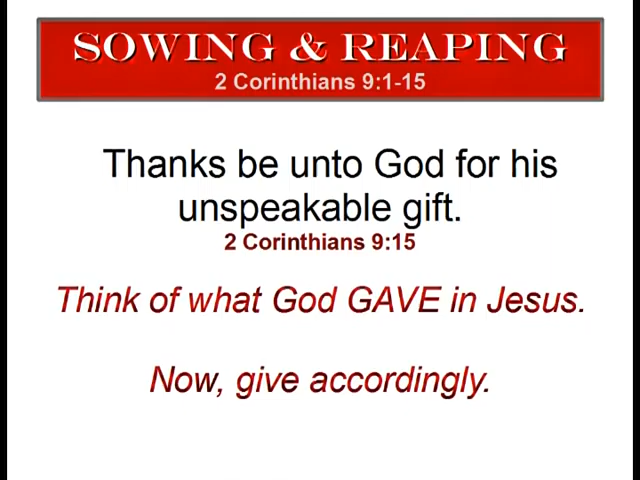 SOWING & REAPING
2 Corinthians 9:1-15
Thanks be unto God for his
unspeakable gift.
2 Corinthians 9:15
Think of what God GAVE in Jesus.
Now, give accordingly.